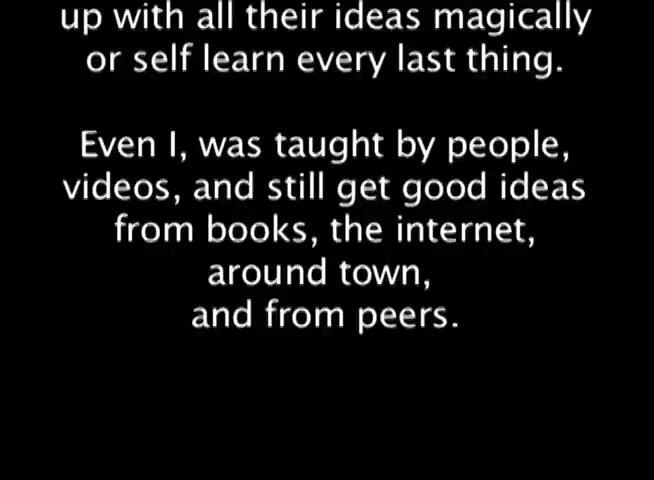 up with all their ideas magically
or self learn every last thing.
Even I, was taught by people,
videos, and still get good ideas
from books, the internet,
around town,
and from peers.